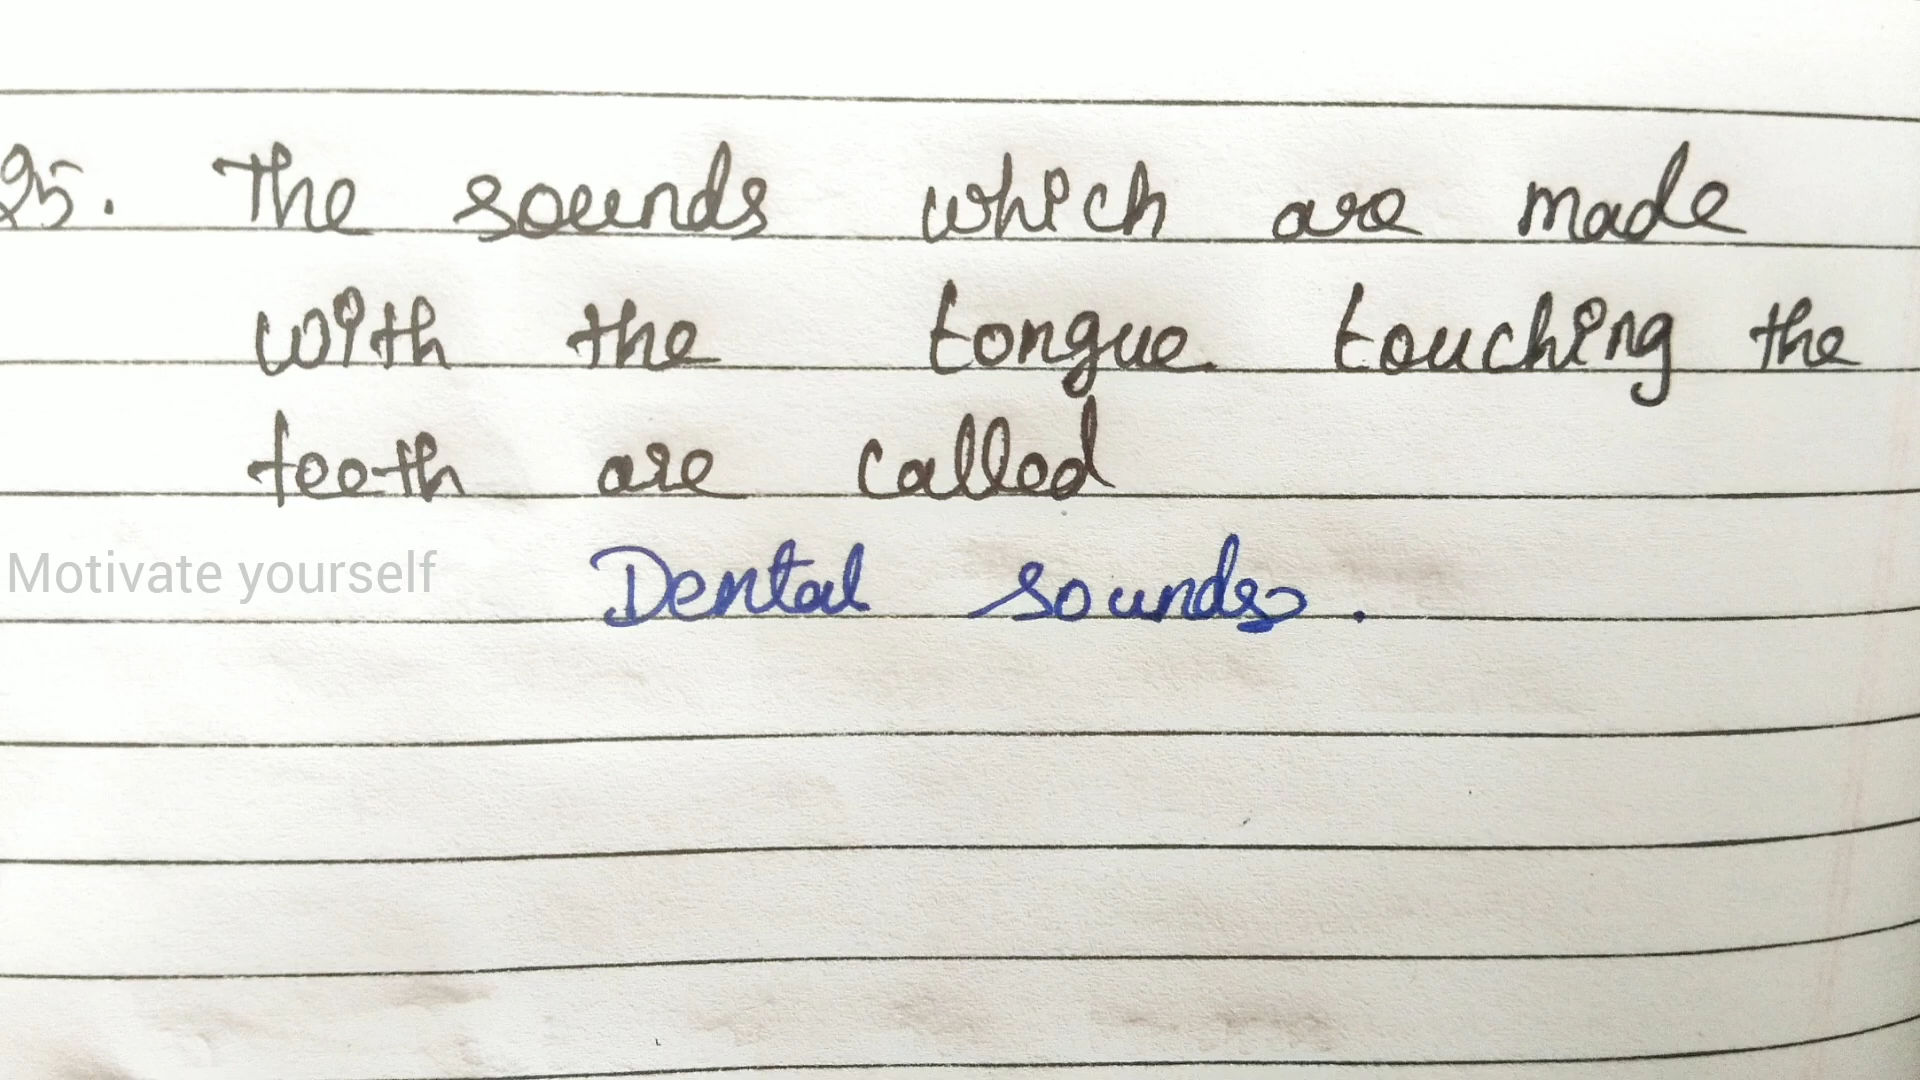 25. The sounds which are made
with the tongue touching the
teeth are called
Motivate yourself
Dental sounds.